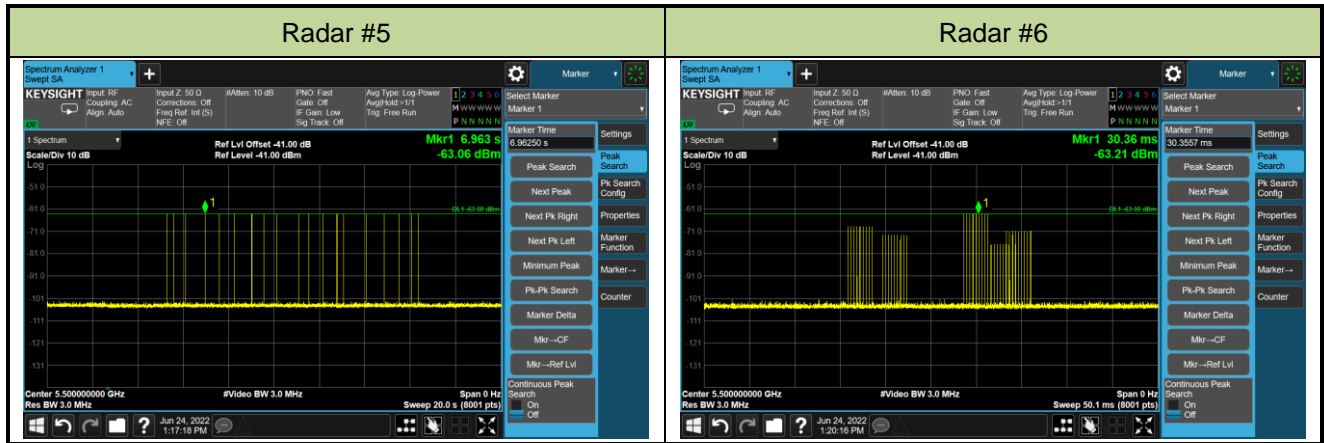 Radar #5
Spectrum Analyzer 1
Swept SA
Marker
KEYSIGHT
Input: RF
Coupling: AC
Align: Auto
Input Z: 50 Ω
Corrections: Off
Freq Ref: Int (S)
NFE: Off
#Atten: 10 dB
PNO: Fast
Gate: Off
IF Gain: Low
Sig Track: Off
Avg Type: Log-Power
Avg|Hold:>1/1
Trig: Free Run
1 2 3 4 5 6
M W W W W W
P N N N N N
Select Marker
Marker 1
1 Spectrum
Scale/Div 10 dB
Log
Ref Lvl Offset -41.00 dB
Ref Level -41.00 dBm
Mkr1 6.963 s
-63.06 dBm
-51.0
-61.0
-71.0
-81.0
-91.0
-101
-111
-121
-131
1
DL1 -63.00 dBm
Center 5.500000000 GHz
Res BW 3.0 MHz
#Video BW 3.0 MHz
Span 0 Hz
Sweep 20.0 s (8001 pts)
Marker Time
6.96250 s
Peak Search
Next Peak
Next Pk Right
Next Pk Left
Minimum Peak
Pk-Pk Search
Marker Delta
Mkr→CF
Mkr→Ref Lvl
Continuous Peak
Search
On
Off
Settings
Peak
Search
Pk Search
Config
Properties
Marker
Function
Marker→
Counter
Jun 24, 2022
1:17:18 PM
Radar #6
Spectrum Analyzer 1
Swept SA
Marker
KEYSIGHT
Input: RF
Coupling: AC
Align: Auto
Input Z: 50 Ω
Corrections: Off
Freq Ref: Int (S)
NFE: Off
#Atten: 10 dB
PNO: Fast
Gate: Off
IF Gain: Low
Sig Track: Off
Avg Type: Log-Power
Avg|Hold:>1/1
Trig: Free Run
1 2 3 4 5 6
M W W W W W
P N N N N N
Select Marker
Marker 1
1 Spectrum
Scale/Div 10 dB
Log
Ref Lvl Offset -41.00 dB
Ref Level -41.00 dBm
Mkr1 30.36 ms
-63.21 dBm
-51.0
-61.0
-71.0
-81.0
-91.0
-101
-111
-121
-131
1
DL1 -63.00 dBm
Center 5.500000000 GHz
Res BW 3.0 MHz
#Video BW 3.0 MHz
Span 0 Hz
Sweep 50.1 ms (8001 pts)
Marker Time
30.3557 ms
Peak Search
Next Peak
Next Pk Right
Next Pk Left
Minimum Peak
Pk-Pk Search
Marker Delta
Mkr→CF
Mkr→Ref Lvl
Continuous Peak
Search
On
Off
Settings
Peak
Search
Pk Search
Config
Properties
Marker
Function
Marker→
Counter
Jun 24, 2022
1:20:16 PM